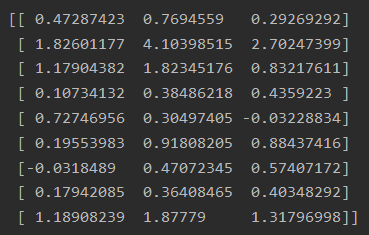 [[ 0.47287423  0.7694559   0.29269292]
 [ 1.82601177  4.10398515  2.70247399]
 [ 1.17904382  1.82345176  0.83217611]
 [ 0.10734132  0.38486218  0.4359223 ]
 [ 0.72746956  0.30497405 -0.03228834]
 [ 0.19553983  0.91808205  0.88437416]
 [-0.0318489   0.47072345  0.57407172]
 [ 0.17942085  0.36408465  0.40348292]
 [ 1.18908239  1.87779     1.31796998]]